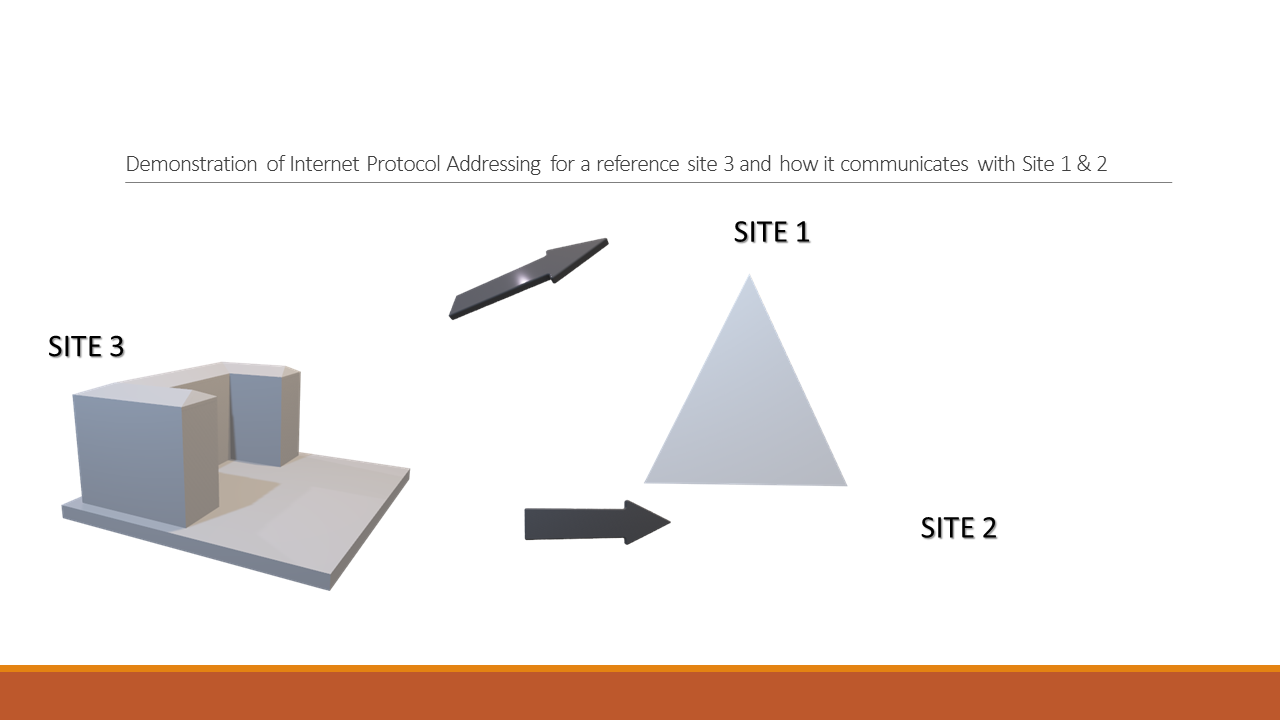 Demonstration of Internet Protocol Addressing for a reference site 3 and how it communicates with Site 1 & 2
SITE 1
SITE 3
SITE 2